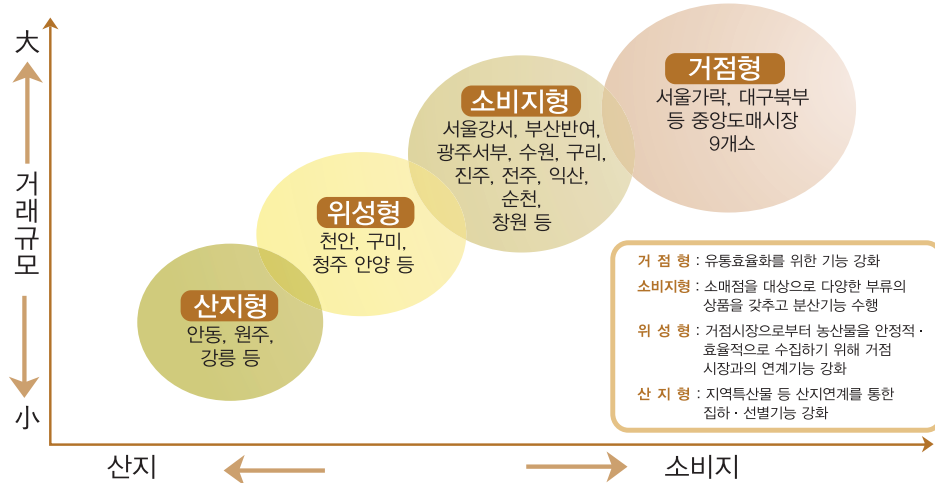 大
거래규모
小
거점형
서울가락, 대구북부
등 중앙도매시장
9개소
소비지형
서울강서, 부산반여,
광주서부, 수원, 구리,
진주, 전주, 익산,
순천,
창원 등
위성형
천안, 구미,
청주 안양 등
산지형
안동, 원주,
강릉 등
거 점 형 : 유통효율화를 위한 기능 강화
소비지형 : 소매점을 대상으로 다양한 부류의
상품을 갖추고 분산기능 수행
위 성 형 : 거점시장으로부터 농산물을 안정적·
효율적으로 수집하기 위해 거점
시장과의 연계기능 강화
산 지 형 : 지역특산물 등 산지연계를 통한
집하·선별기능 강화
산지
소비지